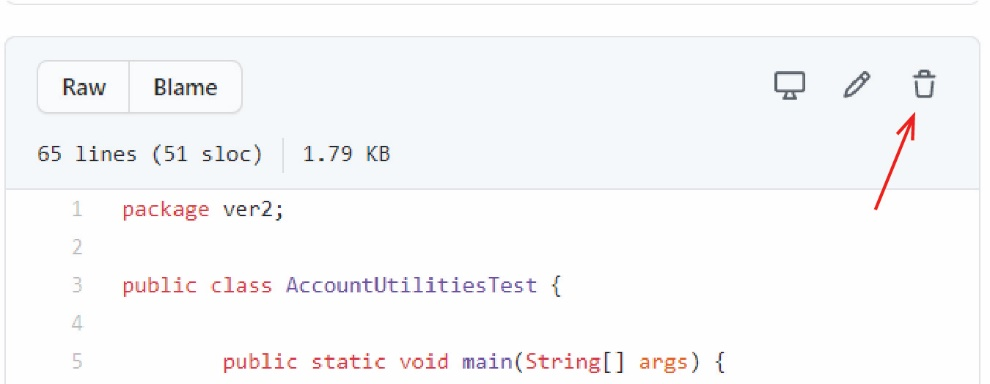 Raw Blame
65 lines (51 sloc) 1.79 KB
1 package ver2;
2
3 public class AccountUtilitiesTest {
4
5 public static void main(String[] args) {